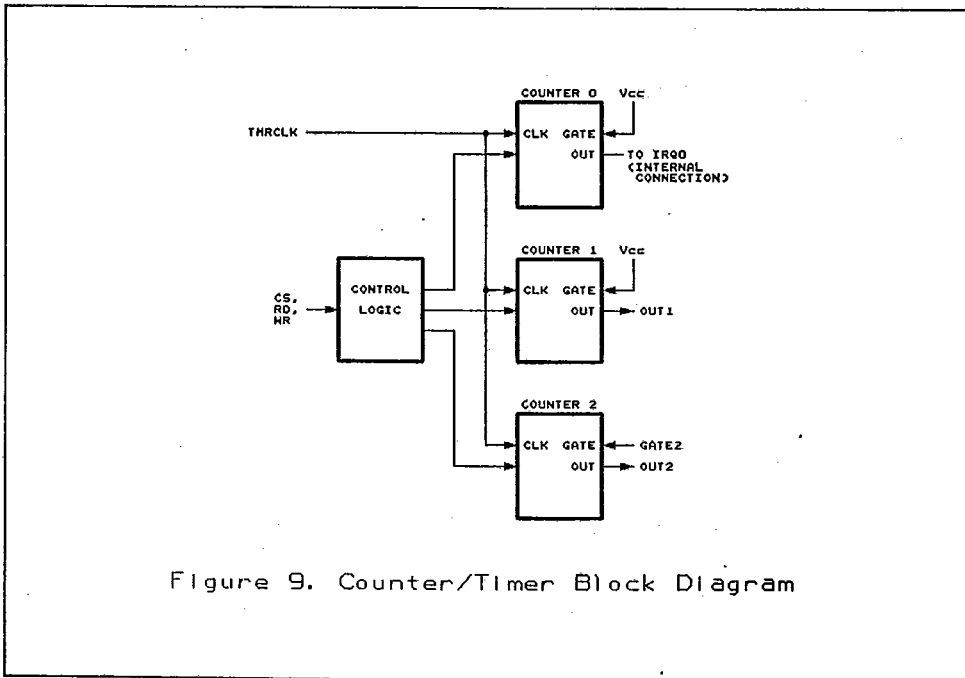 COUNTER 0 Vcc
TMRCLK
CLK GATE
OUT
TO IRQ0
(INTERNAL
CONNECTION)
COUNTER 1 Vcc
CONTROL
LOGIC
CS,
RD,
WR
CLK GATE
OUT
OUT1
COUNTER 2
CLK GATE
GATE2
OUT
OUT2
Figure 9. Counter/Timer Block Diagram